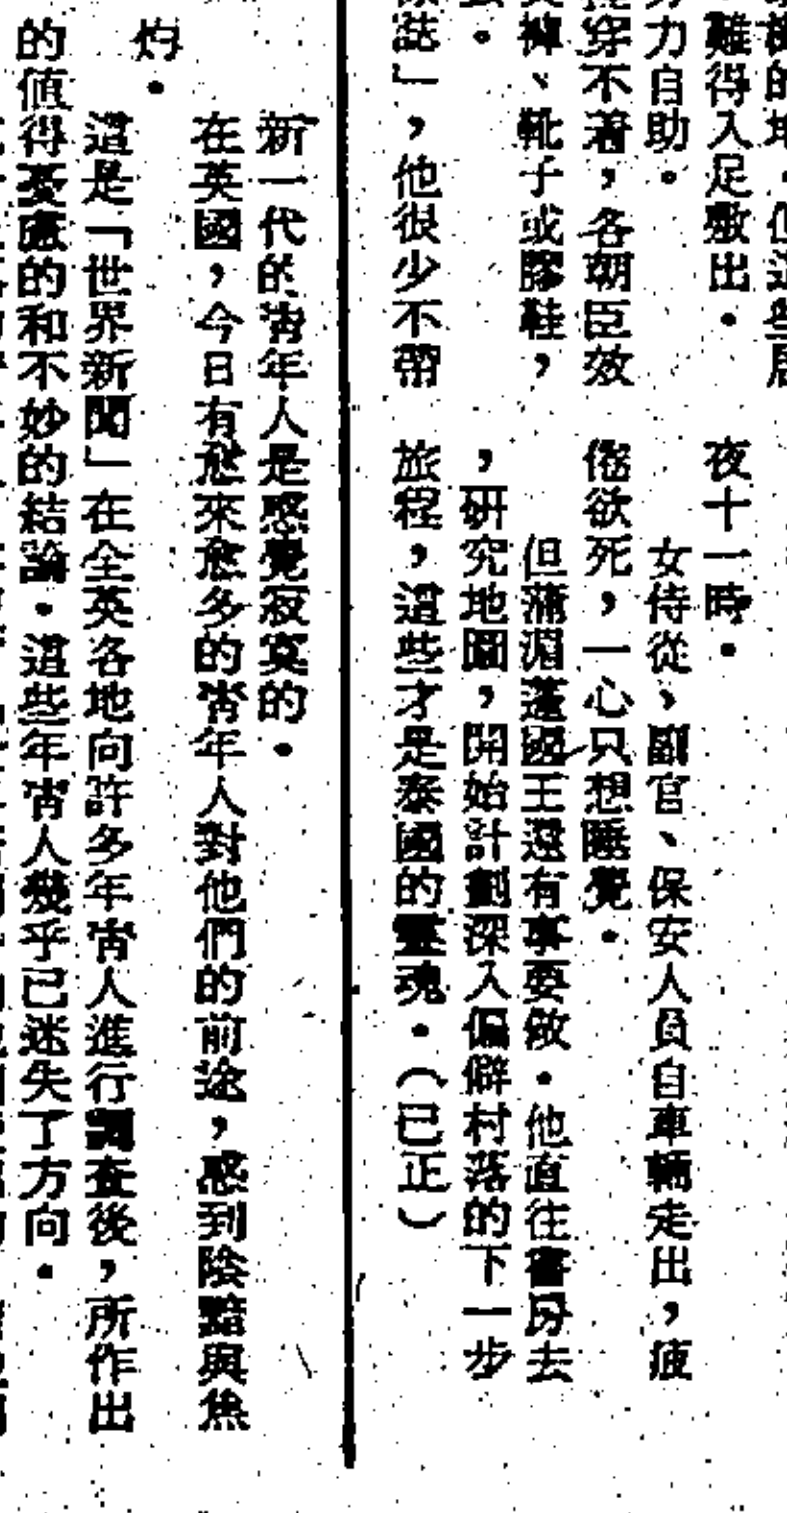 難得入足敷出。
力自助。
穿不着，各朝臣效
褲、靴子或膠鞋，
誌」，他很少不帶
夜十一時。
女侍從、副官、保安人員自車輛走出，疲
倦欲死，一心只想睡覺。
但蒲湄蓬國王還有事要做。他直往書房去
，研究地圖，開始計劃深入偏僻村落的下一步
旅程，這些才是泰國的靈魂。（已正）
新一代的青年人是感覺寂寞的。
在英國，今日有愈來愈多的青年人對他們的前途，感到陰黯與焦
灼。
這是「世界新聞」在全英各地向許多年青人進行調查後，所作出
的值得憂慮的和不妙的結論。這些年青人幾乎已迷失了方向。